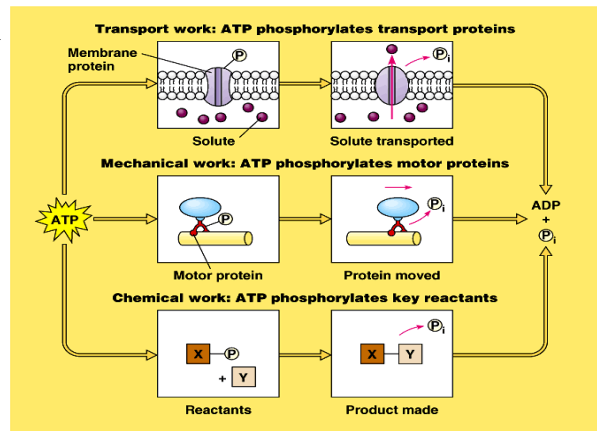 Transport work: ATP phosphorylates transport proteins
Membrane
protein
P
P i
Solute
Solute transported
Mechanical work: ATP phosphorylates motor proteins
ATP
P
P i
ADP
+
P i
Motor protein
Protein moved
Chemical work: ATP phosphorylates key reactants
P i
X P
X Y
+ Y
Reactants
Product made